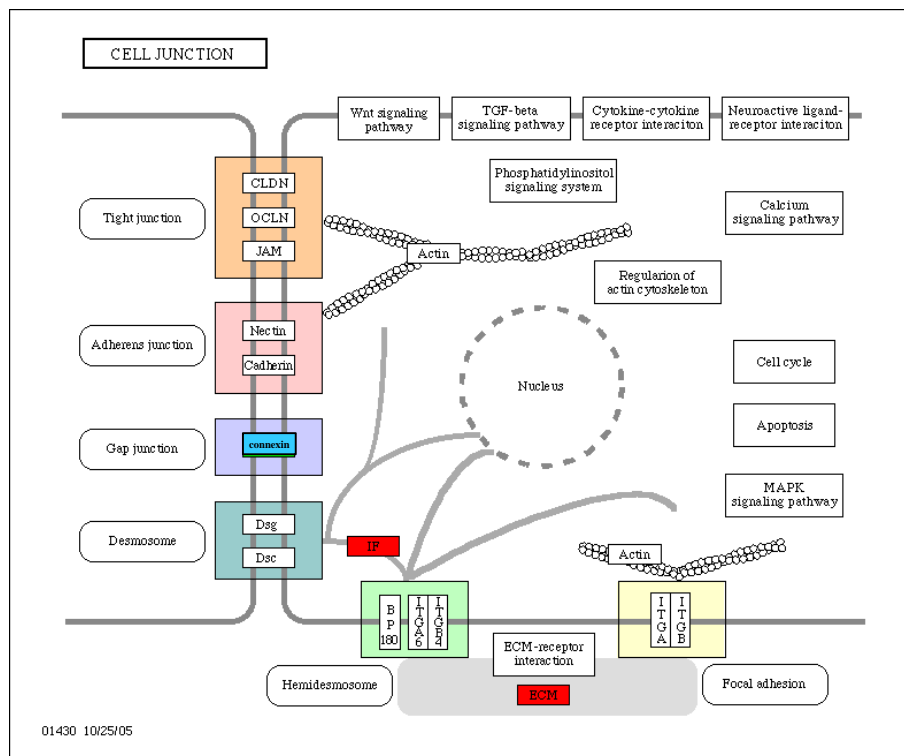 CELL JUNCTION
Wnt signaling
pathway
TGF-beta
signaling pathway
Cytokine-cytokine
receptor interaciton
Neuroactive ligand-
receptor interaciton
Phosphatidylinositol
signaling system
Calcium
signaling pathway
CLDN
Tight junction
OCLN
JAM
Actin
Regularion of
actin cytoskeleton
Nectin
Adherens junction
Cadherin
Nucleus
Cell cycle
Apoptosis
Gap junction
connexin
MAPK
signaling pathway
Dsg
Desmosome
Dsc
IF
Actin
BP180
ITGA6
ITGB4
ITGA
ITGB
ECM-receptor
interaction
Hemidesmosome
ECM
Focal adhesion
01430 10/25/05